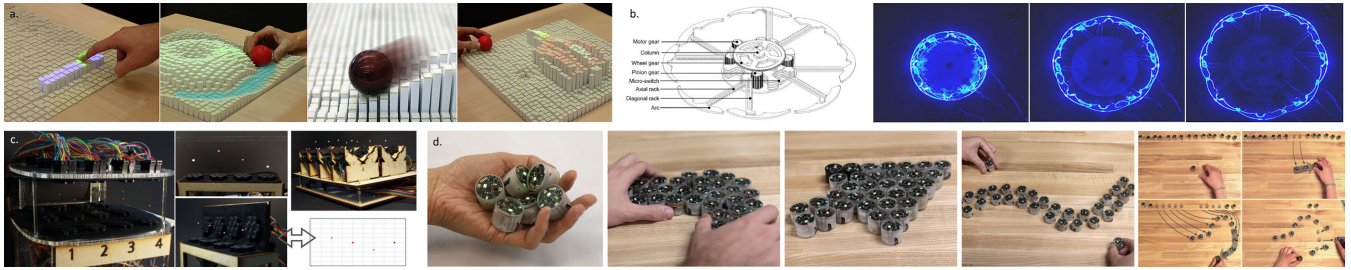 a.
b.
Motor gear
Column
Wheel gear
Pinion gear
Micro-switch
Axial rack
Diagonal rack
Arc
c.
1 2 3 4
d.